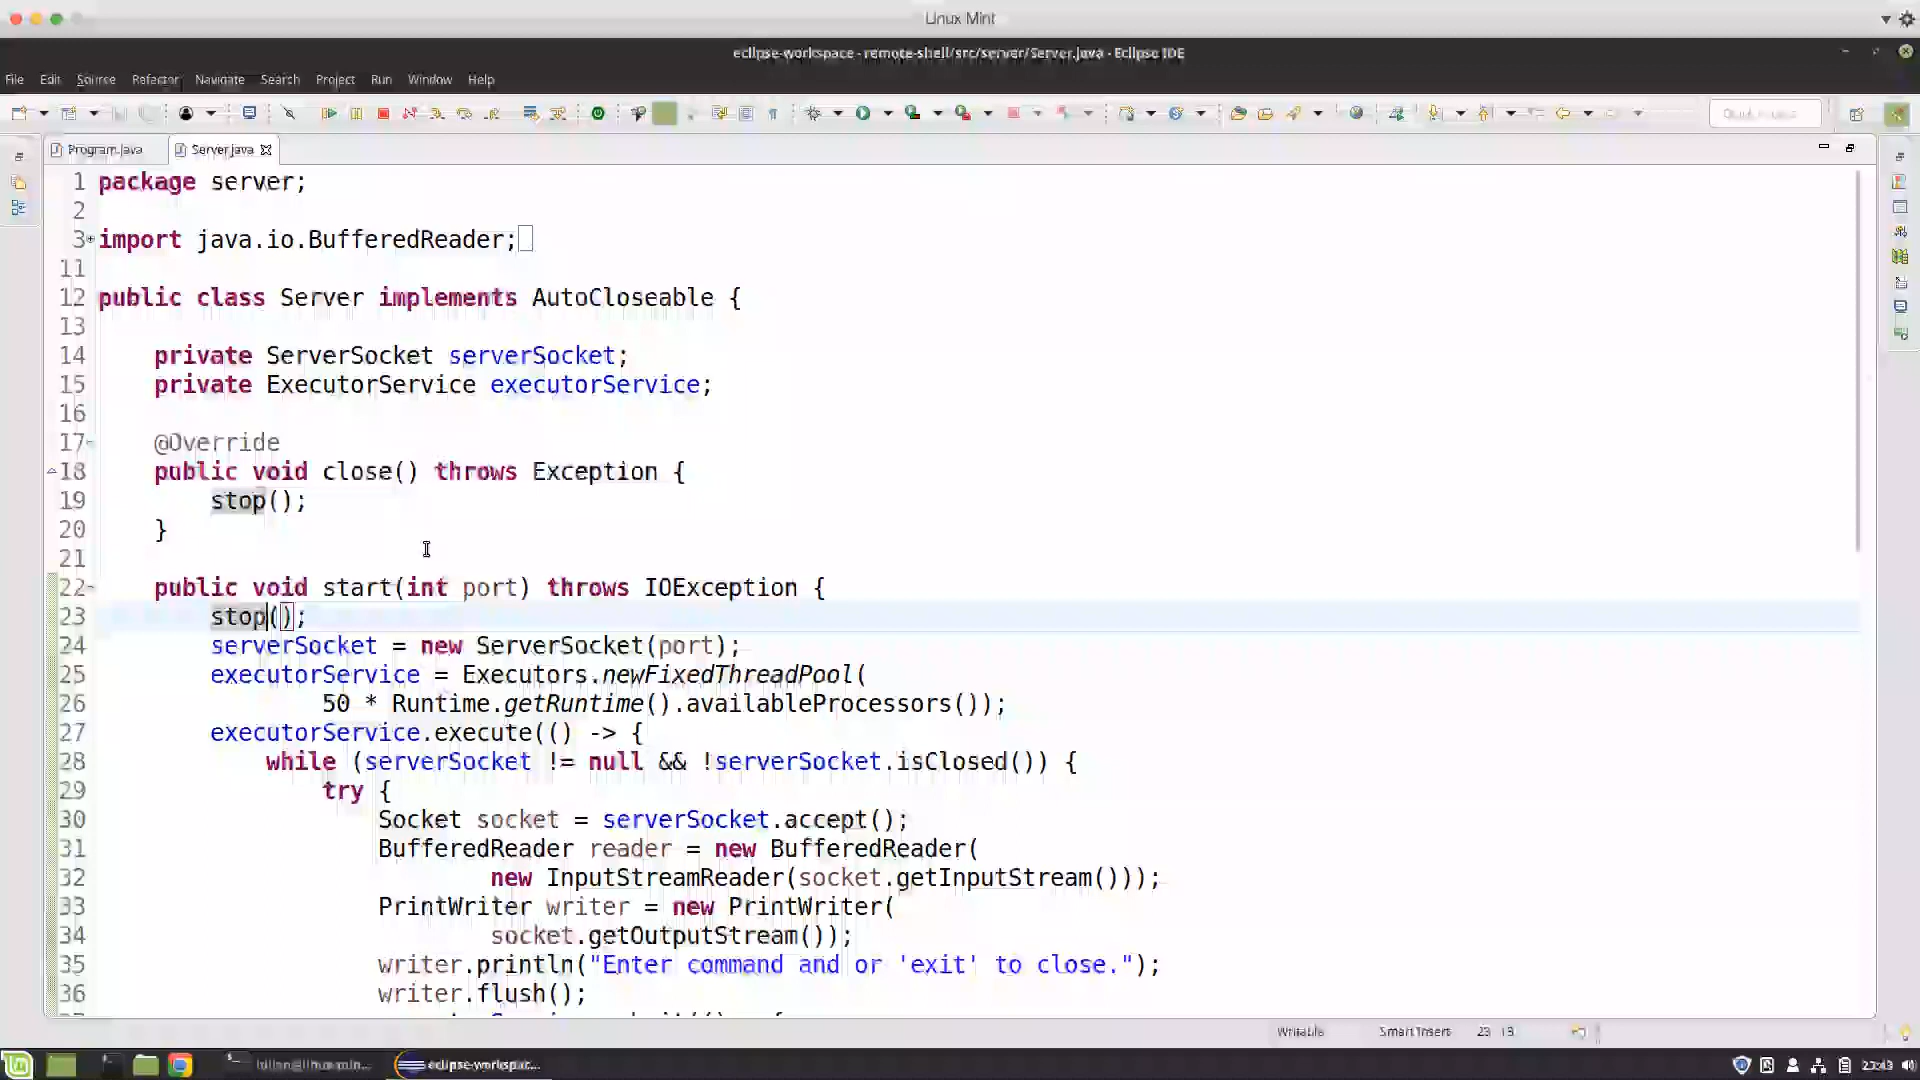 Linux Mint
eclipse-workspace - remote-shell/src/server/Server.java - Eclipse IDE
File Edit Source Refactor Navigate Search Project Run Window Help
Program.java Server.java
1 package server;
2
3 import java.io.BufferedReader;
11
12 public class Server implements AutoCloseable {
13
14 private ServerSocket serverSocket;
15 private ExecutorService executorService;
16
17 @Override
18 public void close() throws Exception {
19 stop();
20 }
21
22 public void start(int port) throws IOException {
23 stop();
24 serverSocket = new ServerSocket(port);
25 executorService = Executors.newFixedThreadPool(
26 50 * Runtime.getRuntime().availableProcessors());
27 executorService.execute(() -> {
28 while (serverSocket != null && !serverSocket.isClosed()) {
29 try {
30 Socket socket = serverSocket.accept();
31 BufferedReader reader = new BufferedReader(
32 new InputStreamReader(socket.getInputStream()));
33 PrintWriter writer = new PrintWriter(
34 socket.getOutputStream());
35 writer.println("Enter command and or 'exit' to close.");
36 writer.flush();
Writable Smart Insert
eclipse-workspac...